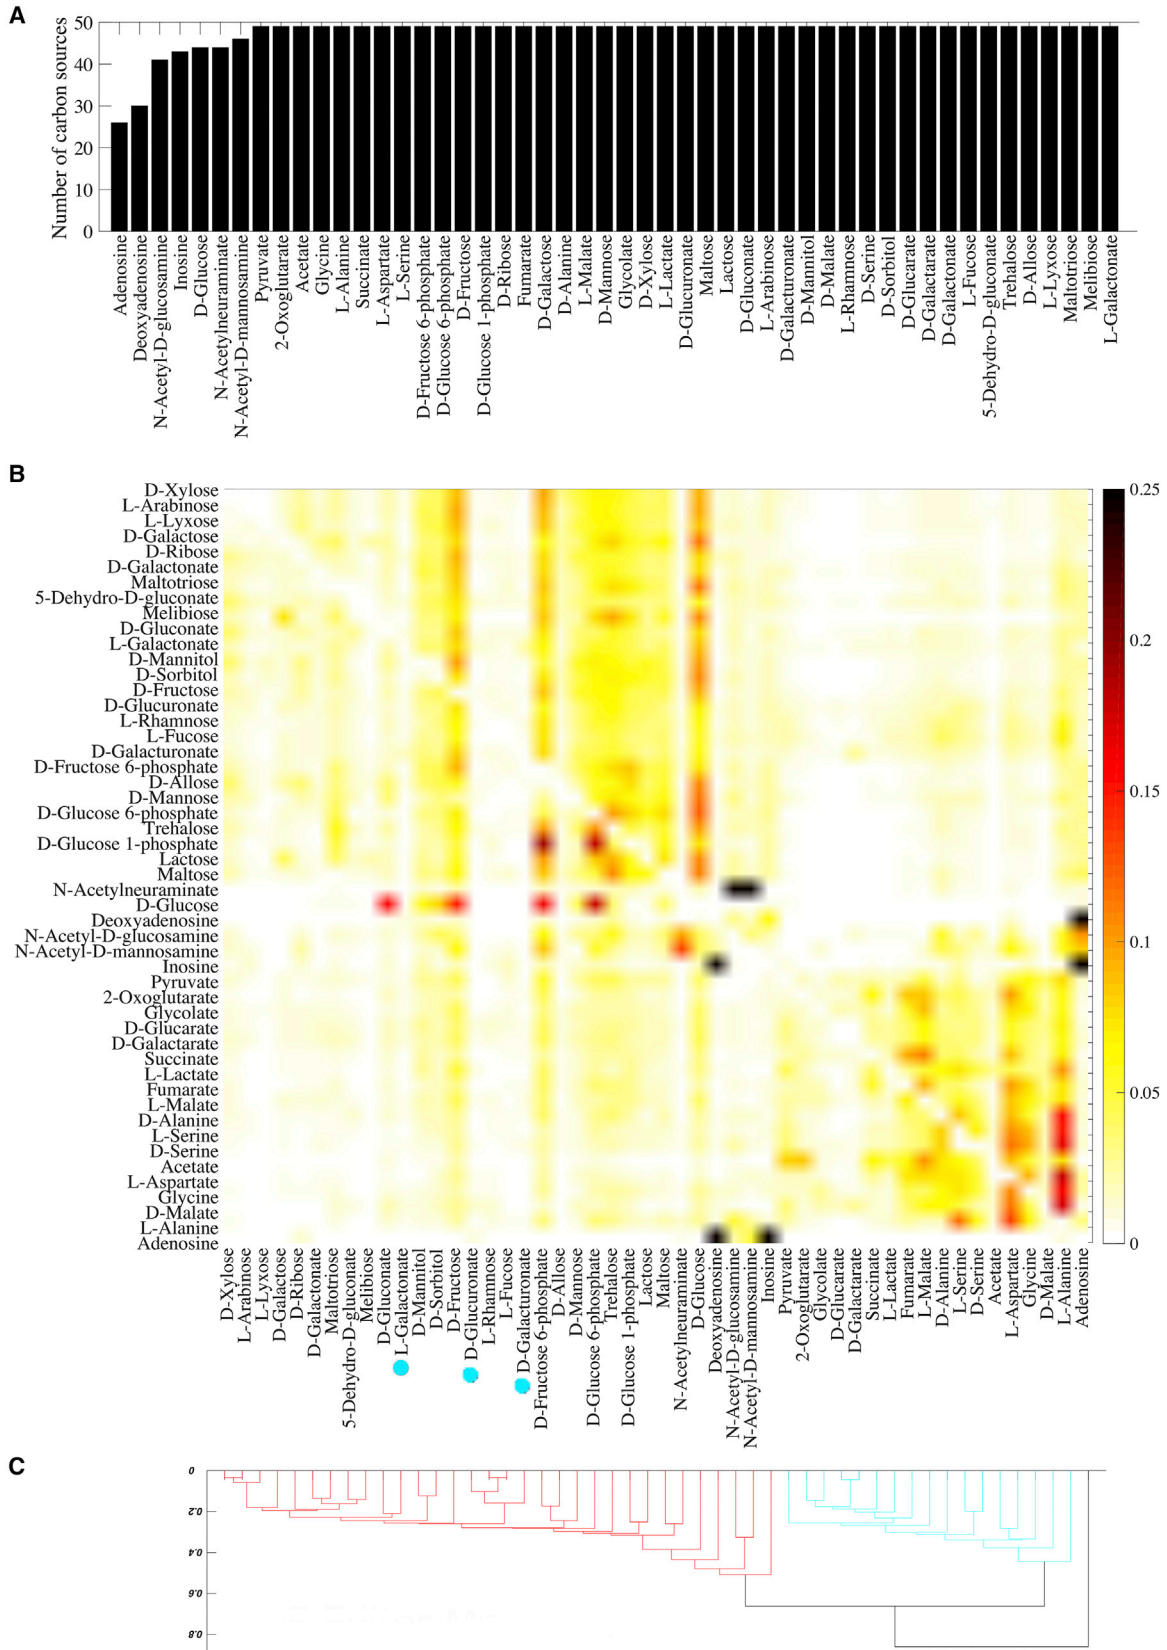 A
Number of carbon sources
50
40
30
20
10
0
Adenosine
Deoxyadenosine
N-Acetyl-D-glucosamine
Inosine
D-Glucose
N-Acetylneuraminate
N-Acetyl-D-mannosamine
Pyruvate
2-Oxoglutarate
Acetate
Glycine
L-Alanine
Succinate
L-Aspartate
L-Serine
D-Fructose 6-phosphate
D-Glucose 6-phosphate
D-Fructose
D-Glucose 1-phosphate
D-Ribose
Fumarate
D-Galactose
D-Alanine
L-Malate
D-Mannose
Glycolate
D-Xylose
L-Lactate
D-Glucuronate
Maltose
Lactose
D-Gluconate
L-Arabinose
D-Galacturonate
D-Mannitol
D-Malate
L-Rhamnose
D-Serine
D-Sorbitol
D-Glucarate
D-Galactarate
D-Galactonate
L-Fucose
5-Dehydro-D-gluconate
Trehalose
D-Allose
L-Lyxose
Maltotriose
Melibiose
L-Galactonate
B
D-Xylose
L-Arabinose
L-Lyxose
D-Galactose
D-Ribose
D-Galactonate
Maltotriose
5-Dehydro-D-gluconate
Melibiose
D-Gluconate
L-Galactonate
D-Mannitol
D-Sorbitol
D-Fructose
D-Glucuronate
L-Rhamnose
L-Fucose
D-Galacturonate
D-Fructose 6-phosphate
D-Allose
D-Mannose
D-Glucose 6-phosphate
Trehalose
D-Glucose 1-phosphate
Lactose
Maltose
N-Acetylneuraminate
D-Glucose
Deoxyadenosine
N-Acetyl-D-glucosamine
N-Acetyl-D-mannosamine
Inosine
Pyruvate
2-Oxoglutarate
Glycolate
D-Glucarate
D-Galactarate
Succinate
L-Lactate
Fumarate
L-Malate
D-Alanine
L-Serine
D-Serine
Acetate
L-Aspartate
Glycine
D-Malate
L-Alanine
Adenosine
0.25
0.2
0.15
0.1
0.05
0
D-Xylose
L-Arabinose
L-Lyxose
D-Galactose
D-Ribose
D-Galactonate
Maltotriose
5-Dehydro-D-gluconate
Melibiose
D-Gluconate
L-Galactonate
D-Mannitol
D-Sorbitol
D-Fructose
D-Glucuronate
L-Rhamnose
L-Fucose
D-Galacturonate
D-Fructose 6-phosphate
D-Allose
D-Mannose
D-Glucose 6-phosphate
Trehalose
D-Glucose 1-phosphate
Lactose
Maltose
N-Acetylneuraminate
D-Glucose
Deoxyadenosine
N-Acetyl-D-glucosamine
N-Acetyl-D-mannosamine
Inosine
Pyruvate
2-Oxoglutarate
Glycolate
D-Glucarate
D-Galactarate
Succinate
L-Lactate
Fumarate
L-Malate
D-Alanine
L-Serine
D-Serine
Acetate
L-Aspartate
Glycine
D-Malate
L-Alanine
Adenosine
C
0
0.2
0.4
0.6
0.8